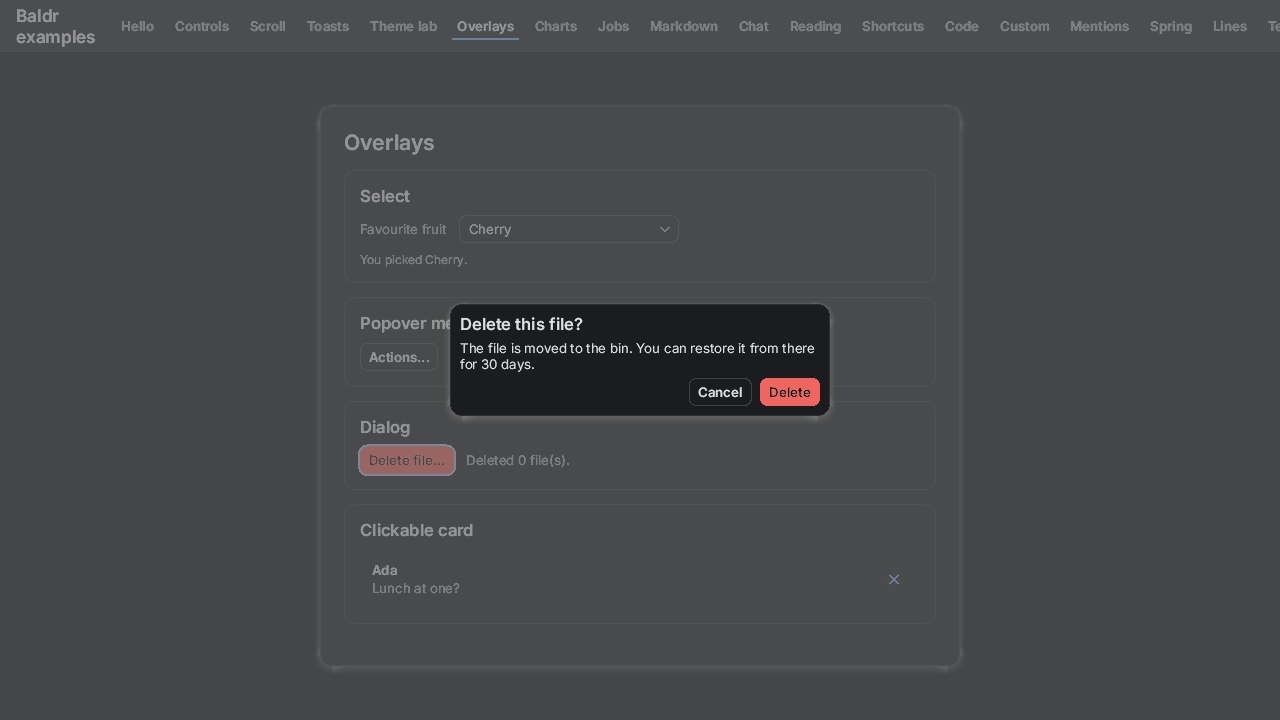 Baldr
examples
Hello Controls Scroll Toasts Theme lab Overlays Charts Jobs Markdown Chat Reading Shortcuts Code Custom Mentions Spring Lines
Overlays
Select
Favourite fruit Cherry
You picked Cherry.
Popover me
Actions...
Delete this file?
The file is moved to the bin. You can restore it from there
for 30 days.
Cancel Delete
Dialog
Delete file... Deleted 0 file(s).
Clickable card
Ada
Lunch at one?